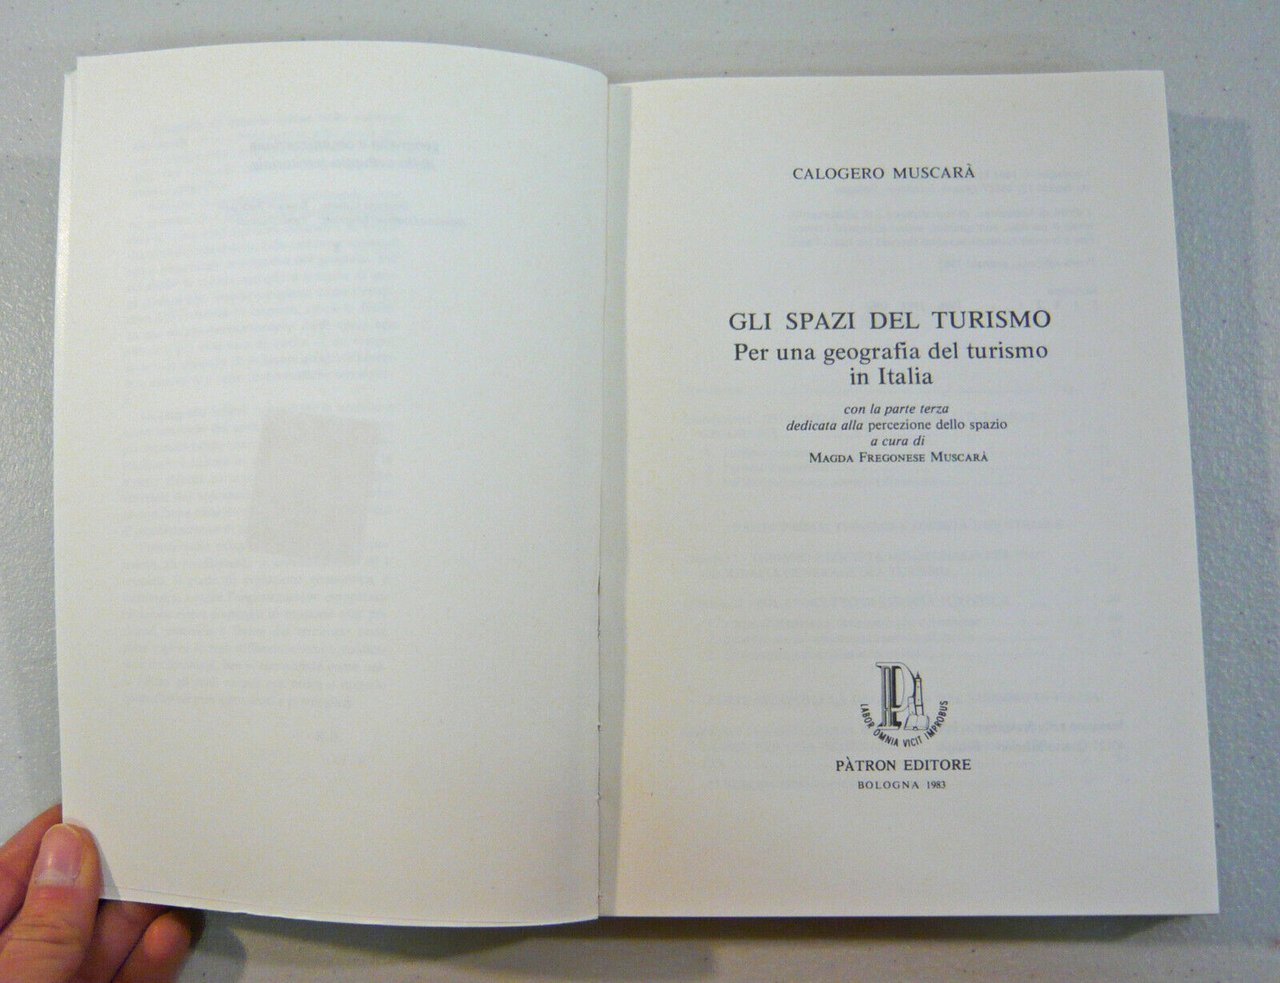 CALOGERO MUSCARÀ
GLI SPAZI DEL TURISMO
Per una geografia del turismo
in Italia
con la parte terza
dedicata alla percezione dello spazio
a cura di
MAGDA FREGONESE MUSCARÀ
LABOR OMNIA VICIT IMPROBUS
PÀTRON EDITORE
BOLOGNA 1983